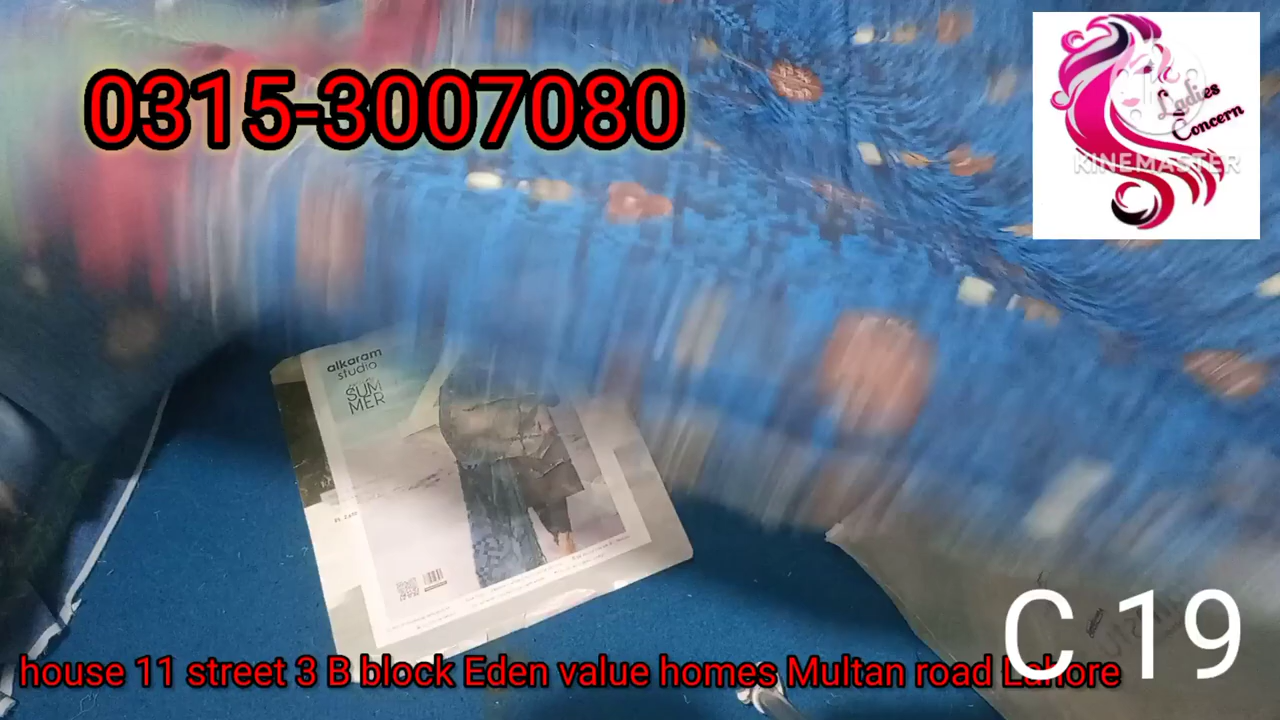 0315-3007080
Ladies
Concern
KINEMASTER
alkaram
studio
SUM
MER
C 19
house 11 street 3 B block Eden value homes Multan road Lahore